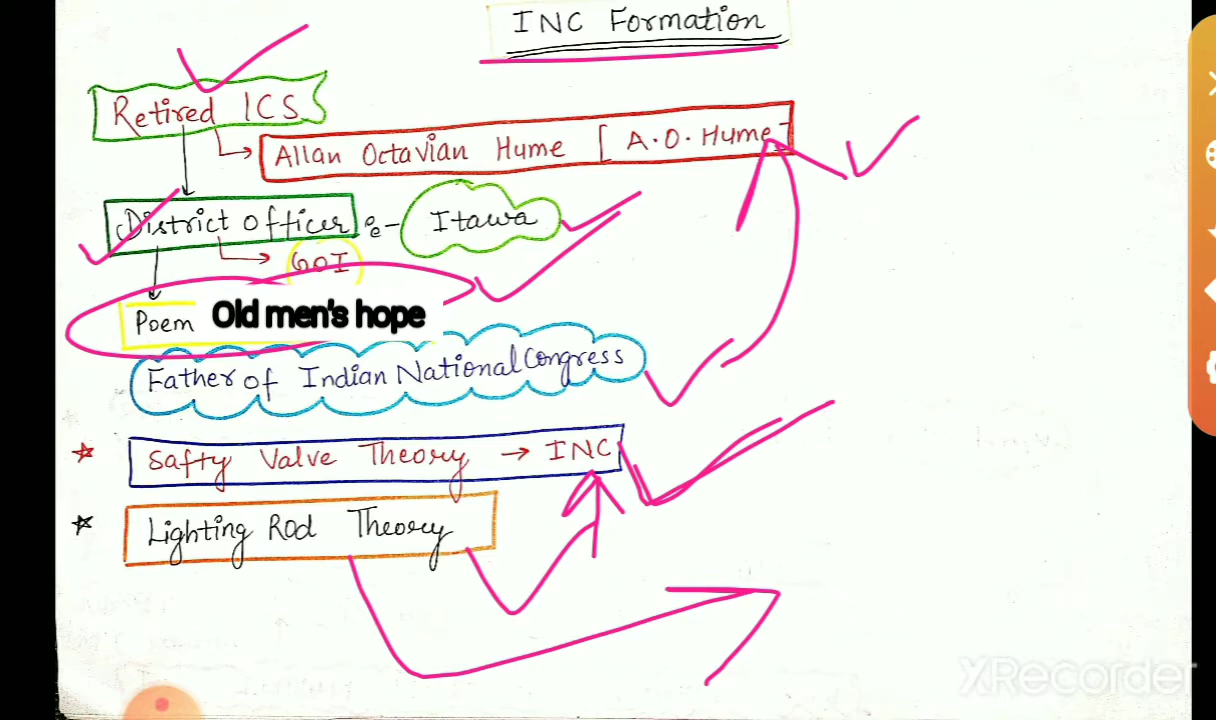 INC Formation
Retired ICS
Allan Octavian Hume [ A.O. Hume ]
District officer :- Itawa
GOI
Poem Old men's hope
Father of Indian National Congress
Safty Valve Theory → INC
Lighting Rod Theory
XRecorder